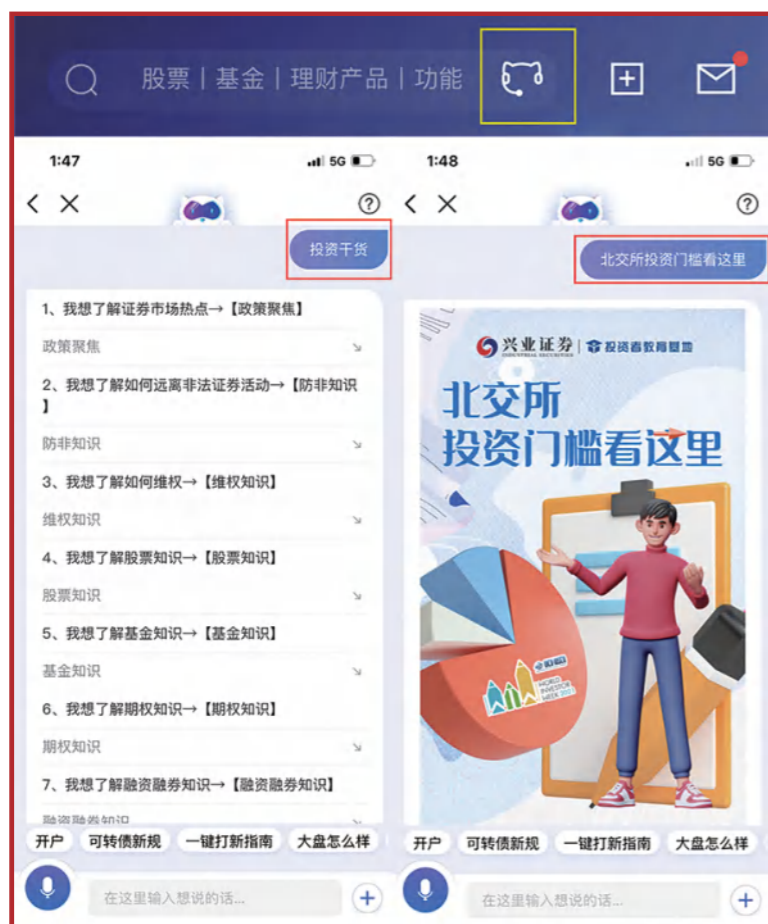 股票 | 基金 | 理财产品 | 功能
1:47
5G
投资干货
1、我想了解证券市场热点→【政策聚焦】
政策聚焦
2、我想了解如何远离非法证券活动→【防非知识
】
防非知识
3、我想了解如何维权→【维权知识】
维权知识
4、我想了解股票知识→【股票知识】
股票知识
5、我想了解基金知识→【基金知识】
基金知识
6、我想了解期权知识→【期权知识】
期权知识
7、我想了解融资融券知识→【融资融券知识】
融资融券知识
开户
可转债新规
一键打新指南
大盘怎么样
在这里输入想说的话...
1:48
5G
北交所投资门槛看这里
兴业证券
INDUSTRIAL SECURITIES
投资者教育基地
北交所
投资门槛看这里
WORLD
INVESTOR
WEEK 2021
开户
可转债新规
一键打新指南
大盘怎么样
在这里输入想说的话...